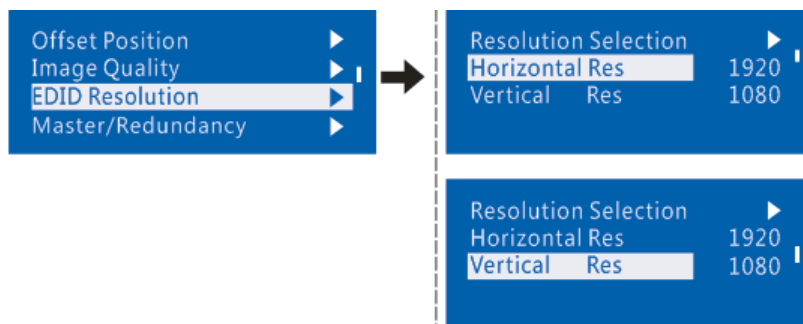 Offset Position
Image Quality
EDID Resolution
Master/Redundancy
Resolution Selection
Horizontal Res 1920
Vertical Res 1080
Resolution Selection
Horizontal Res 1920
Vertical Res 1080